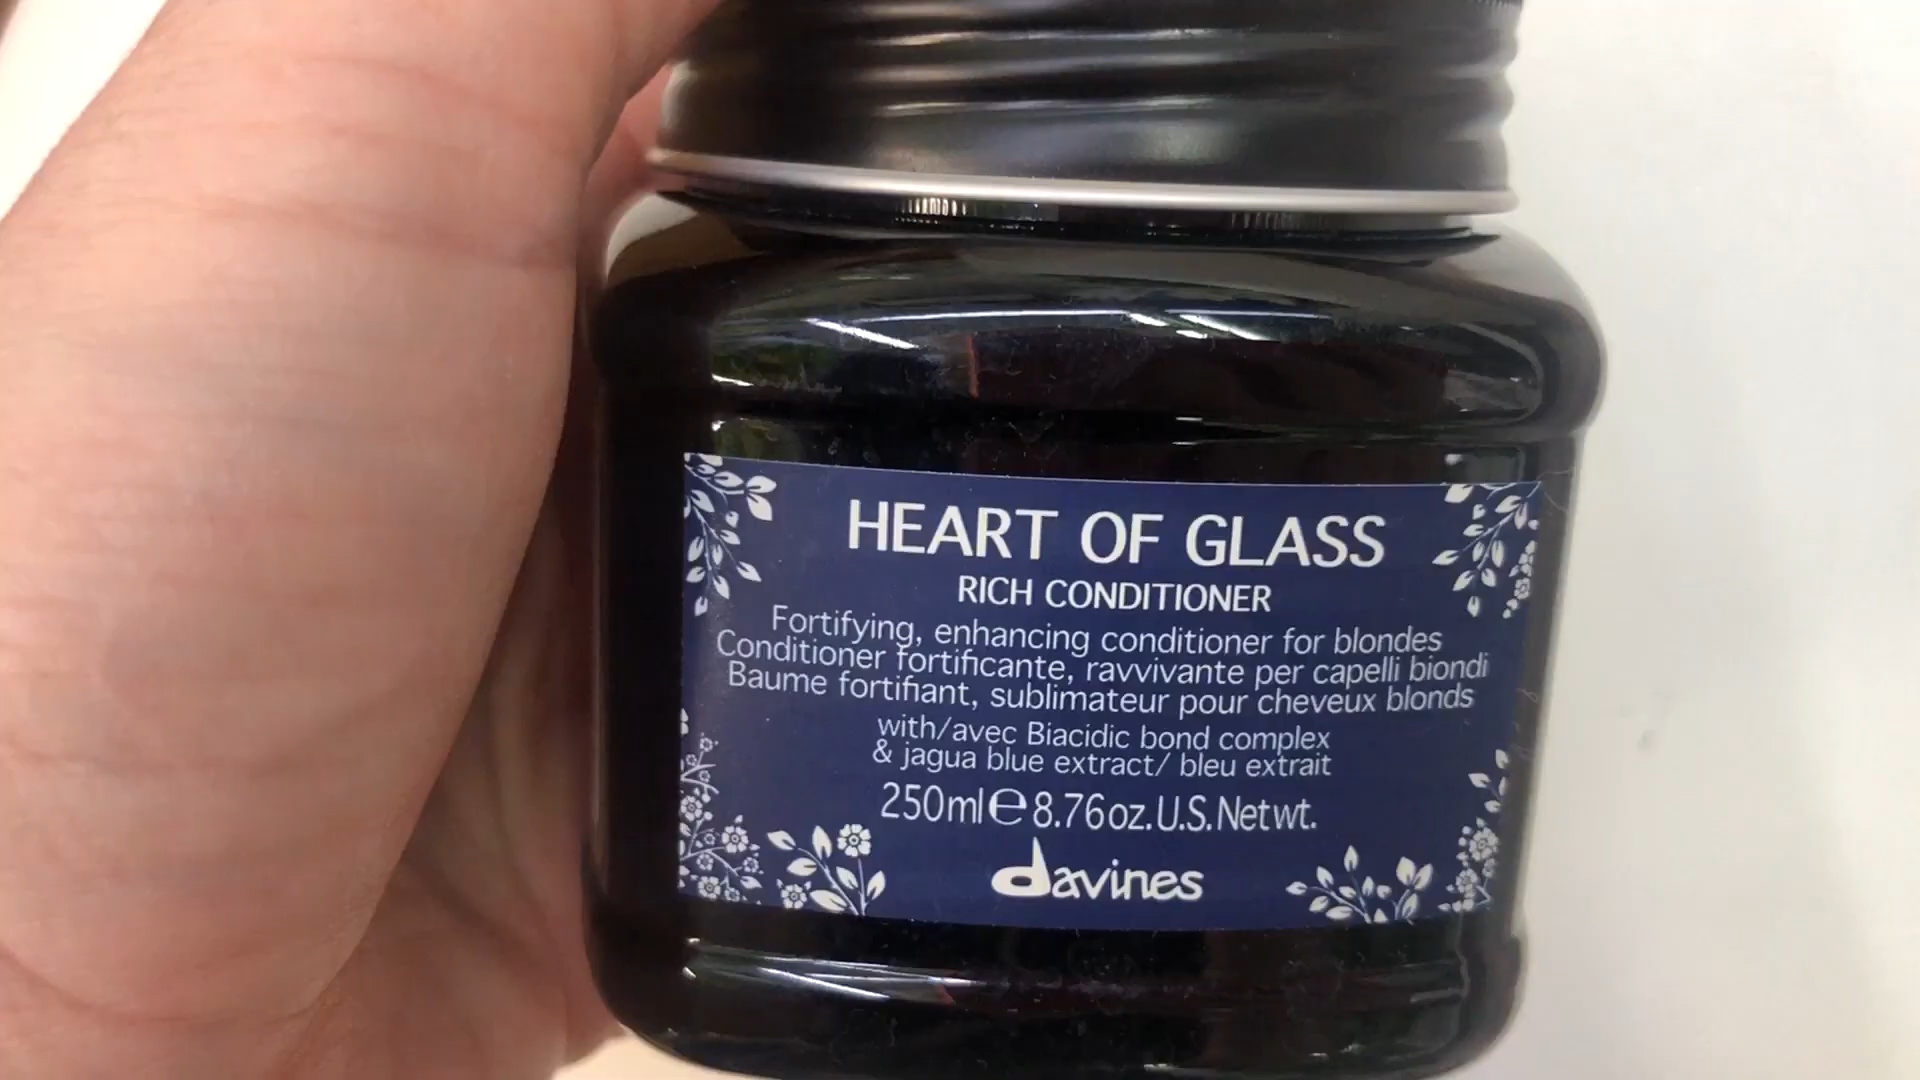 HEART OF GLASS
RICH CONDITIONER
Fortifying, enhancing conditioner for blondes
Conditioner fortificante, ravvivante per capelli biondi
Baume fortifiant, sublimateur pour cheveux blonds
with/avec Biacidic bond complex
& jagua blue extract/ bleu extrait
250ml℮8.76oz.U.S.Netwt.
davines